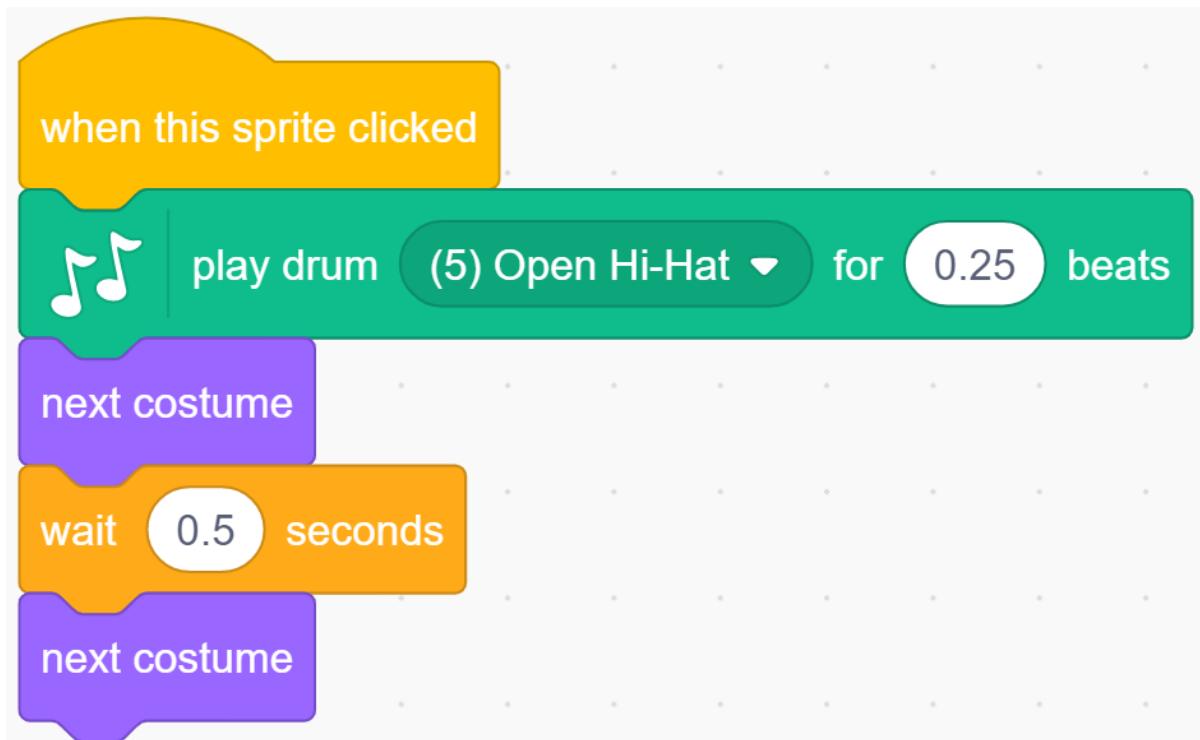 when this sprite clicked
play drum (5) Open Hi-Hat for 0.25 beats
next costume
wait 0.5 seconds
next costume